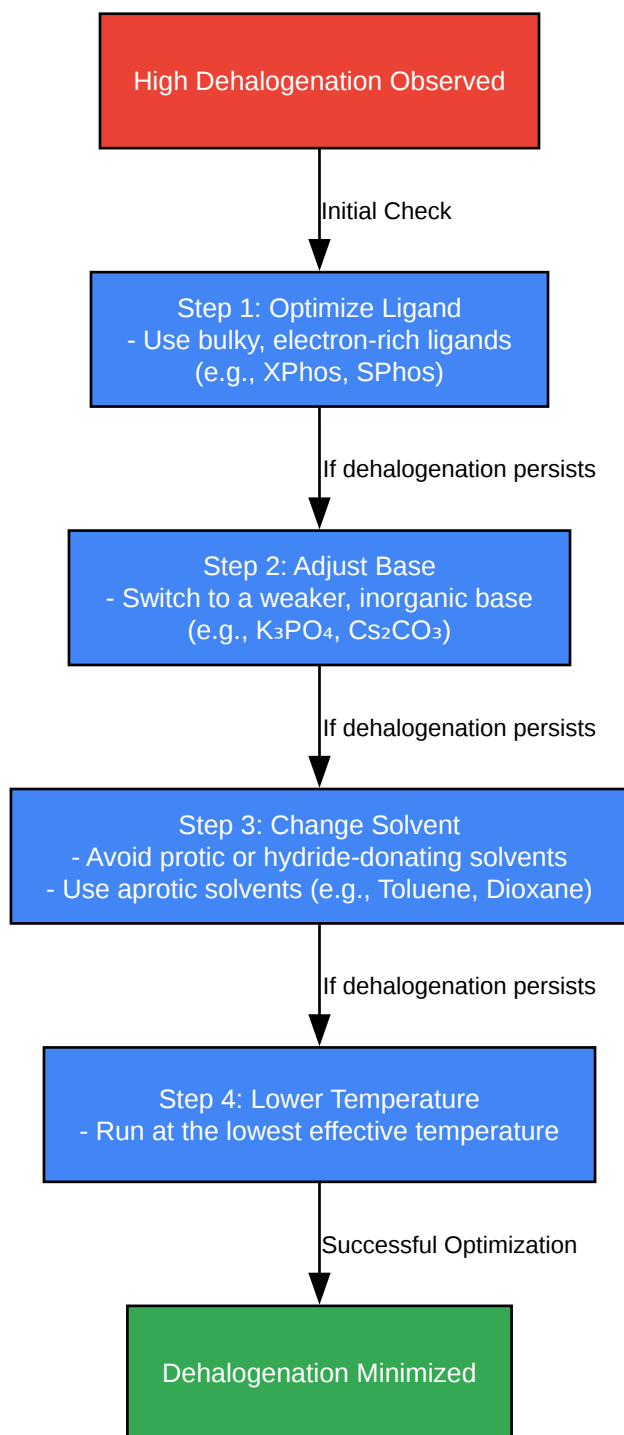 High Dehalogenation Observed
Initial Check
Step 1: Optimize Ligand
- Use bulky, electron-rich ligands
(e.g., XPhos, SPhos)
If dehalogenation persists
Step 2: Adjust Base
- Switch to a weaker, inorganic base
(e.g., K₃PO₄, Cs₂CO₃)
If dehalogenation persists
Step 3: Change Solvent
- Avoid protic or hydride-donating solvents
- Use aprotic solvents (e.g., Toluene, Dioxane)
If dehalogenation persists
Step 4: Lower Temperature
- Run at the lowest effective temperature
Successful Optimization
Dehalogenation Minimized